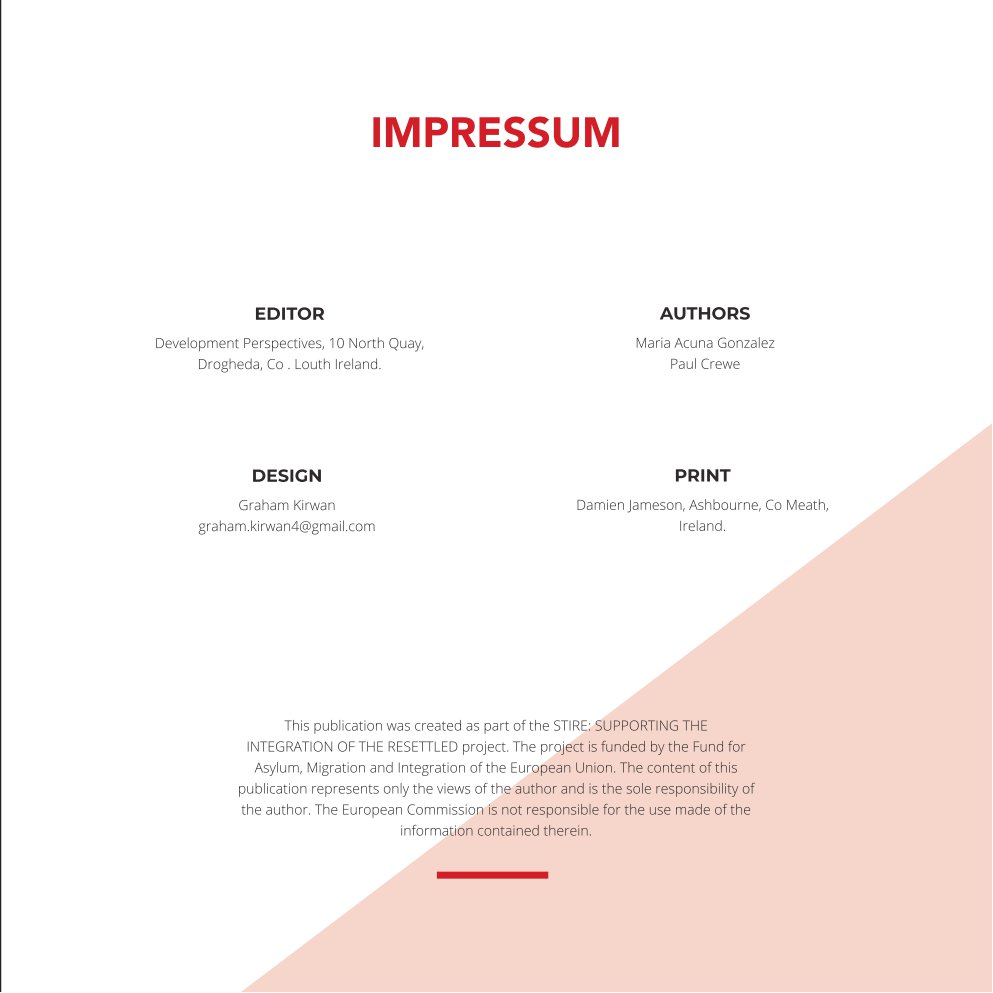 IMPRESSUM
EDITOR
Development Perspectives, 10 North Quay,
Drogheda, Co . Louth Ireland.
AUTHORS
Maria Acuna Gonzalez
Paul Crewe
DESIGN
Graham Kirwan
graham.kirwan4@gmail.com
PRINT
Damien Jameson, Ashbourne, Co Meath,
Ireland.
This publication was created as part of the STIRE: SUPPORTING THE
INTEGRATION OF THE RESETTLED project. The project is funded by the Fund for
Asylum, Migration and Integration of the European Union. The content of this
publication represents only the views of the author and is the sole responsibility of
the author. The European Commission is not responsible for the use made of the
information contained therein.